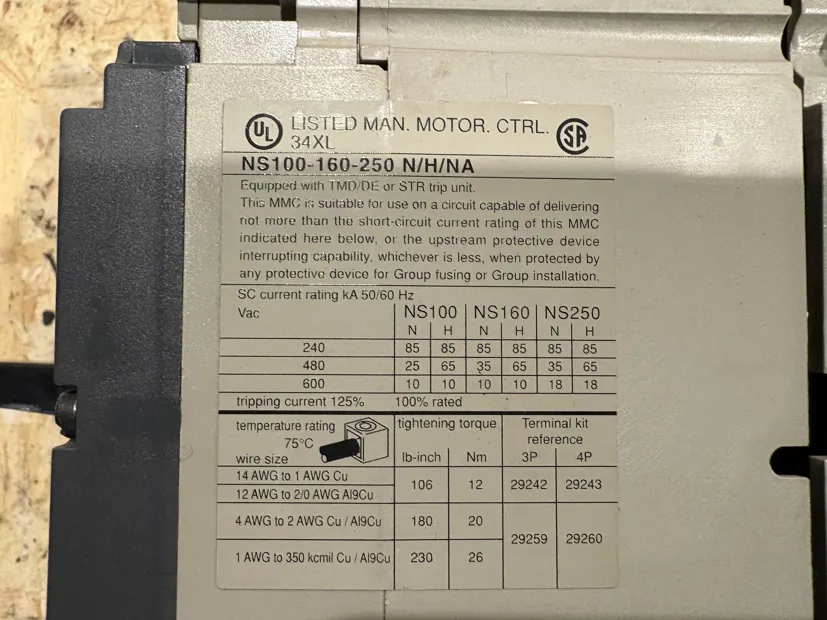 UL LISTED MAN. MOTOR. CTRL. SA
34XL
NS100-160-250 N/H/NA
Equipped with TMD/DE or STR trip unit.
This MMC is suitable for use on a circuit capable of delivering
not more than the short-circuit current rating of this MMC
indicated here below, or the upstream protective device
interrupting capability, whichever is less, when protected by
any protective device for Group fusing or Group installation.
SC current rating kA 50/60 Hz
Vac NS100 NS160 NS250
N H N H N H
240 85 85 85 85 85 85
480 25 65 35 65 35 65
600 10 10 10 10 18 18
tripping current 125% 100% rated
temperature rating tightening torque Terminal kit
75°C reference
wire size lb-inch Nm 3P 4P
14 AWG to 1 AWG Cu 106 12 29242 29243
12 AWG to 2/0 AWG Al9Cu
4 AWG to 2 AWG Cu / Al9Cu 180 20
29259 29260
1 AWG to 350 kcmil Cu / Al9Cu 230 26